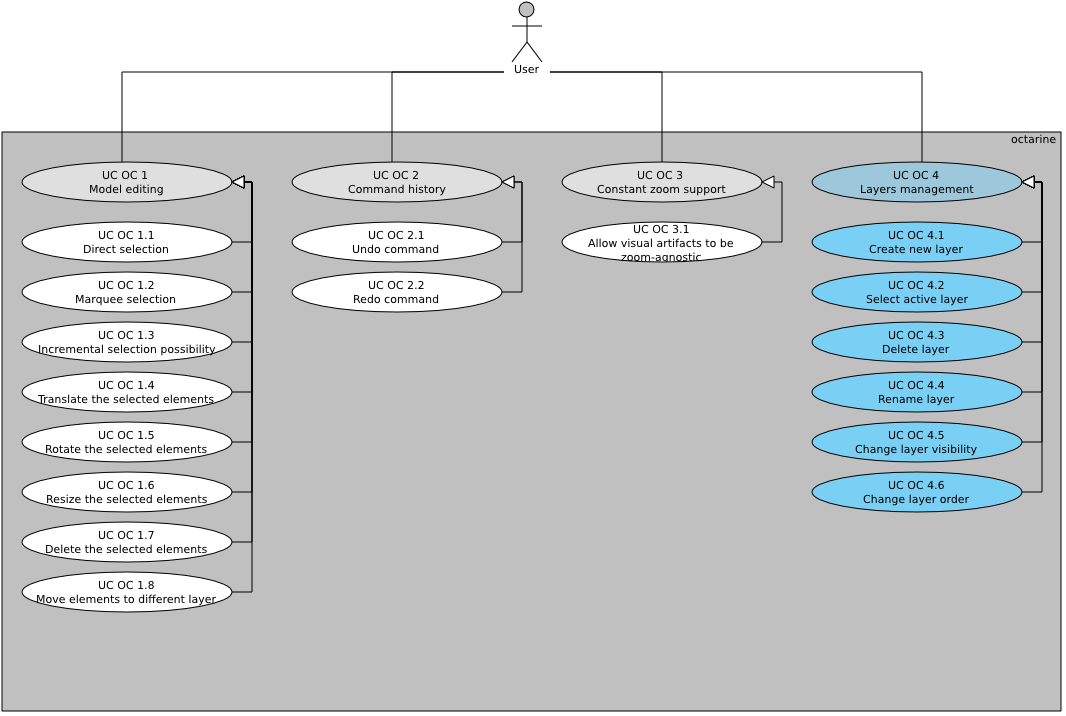 User
octarine
UC OC 1
Model editing
UC OC 1.1
Direct selection
UC OC 1.2
Marquee selection
UC OC 1.3
Incremental selection possibility
UC OC 1.4
Translate the selected elements
UC OC 1.5
Rotate the selected elements
UC OC 1.6
Resize the selected elements
UC OC 1.7
Delete the selected elements
UC OC 1.8
Move elements to different layer
UC OC 2
Command history
UC OC 2.1
Undo command
UC OC 2.2
Redo command
UC OC 3
Constant zoom support
UC OC 3.1
Allow visual artifacts to be
zoom-agnostic
UC OC 4
Layers management
UC OC 4.1
Create new layer
UC OC 4.2
Select active layer
UC OC 4.3
Delete layer
UC OC 4.4
Rename layer
UC OC 4.5
Change layer visibility
UC OC 4.6
Change layer order